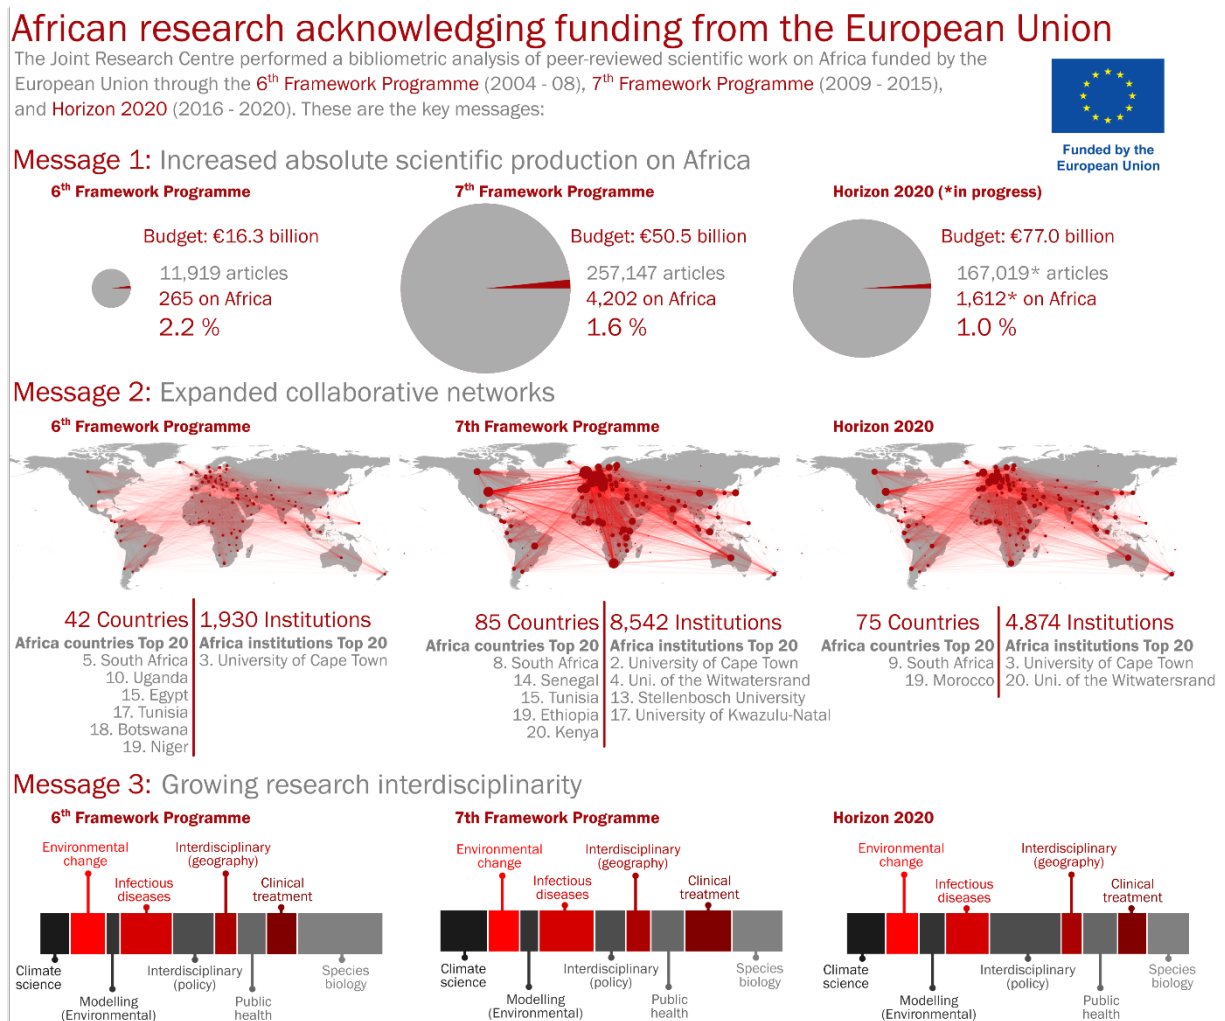 African research acknowledging funding from the European Union
The Joint Research Centre performed a bibliometric analysis of peer-reviewed scientific work on Africa funded by the
European Union through the 6th Framework Programme (2004 - 08), 7th Framework Programme (2009 - 2015),
and Horizon 2020 (2016 - 2020). These are the key messages:
Funded by the
European Union
Message 1: Increased absolute scientific production on Africa
6th Framework Programme
Budget: €16.3 billion
11,919 articles
265 on Africa
2.2 %
7th Framework Programme
Budget: €50.5 billion
257,147 articles
4,202 on Africa
1.6 %
Horizon 2020 (*in progress)
Budget: €77.0 billion
167,019* articles
1,612* on Africa
1.0 %
Message 2: Expanded collaborative networks
6th Framework Programme
42 Countries
Africa countries Top 20
5. South Africa
10. Uganda
15. Egypt
17. Tunisia
18. Botswana
19. Niger
1,930 Institutions
Africa institutions Top 20
3. University of Cape Town
7th Framework Programme
85 Countries
Africa countries Top 20
8. South Africa
14. Senegal
15. Tunisia
19. Ethiopia
20. Kenya
8,542 Institutions
Africa institutions Top 20
2. University of Cape Town
4. Uni. of the Witwatersrand
13. Stellenbosch University
17. University of Kwazulu-Natal
Horizon 2020
75 Countries
Africa countries Top 20
9. South Africa
19. Morocco
4.874 Institutions
Africa institutions Top 20
3. University of Cape Town
20. Uni. of the Witwatersrand
Message 3: Growing research interdisciplinarity
6th Framework Programme
Environmental
change
Infectious
diseases
Interdisciplinary
(geography)
Clinical
treatment
Climate
science
Modelling
(Environmental)
Interdisciplinary
(policy)
Public
health
Species
biology
7th Framework Programme
Environmental
change
Infectious
diseases
Interdisciplinary
(geography)
Clinical
treatment
Climate
science
Modelling
(Environmental)
Interdisciplinary
(policy)
Public
health
Species
biology
Horizon 2020
Environmental
change
Infectious
diseases
Interdisciplinary
(geography)
Clinical
treatment
Climate
science
Modelling
(Environmental)
Interdisciplinary
(policy)
Public
health
Species
biology